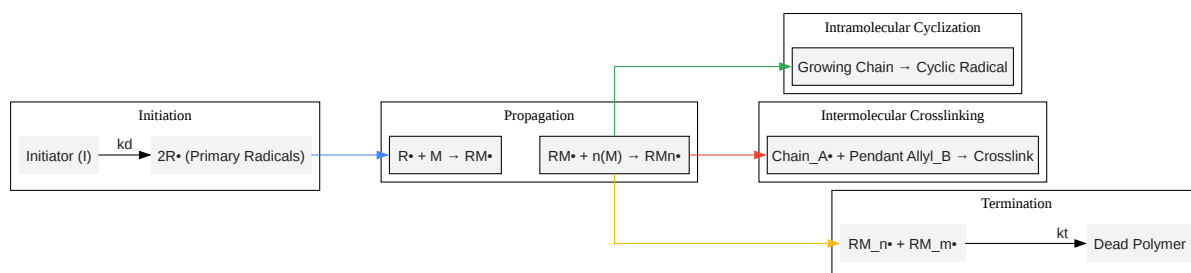 Initiation
Initiator (I)
kd
2R• (Primary Radicals)
Propagation
R• + M → RM•
RM• + n(M) → RMn•
Intramolecular Cyclization
Growing Chain → Cyclic Radical
Intermolecular Crosslinking
Chain_A• + Pendant Allyl_B → Crosslink
Termination
RM_n• + RM_m•
kt
Dead Polymer